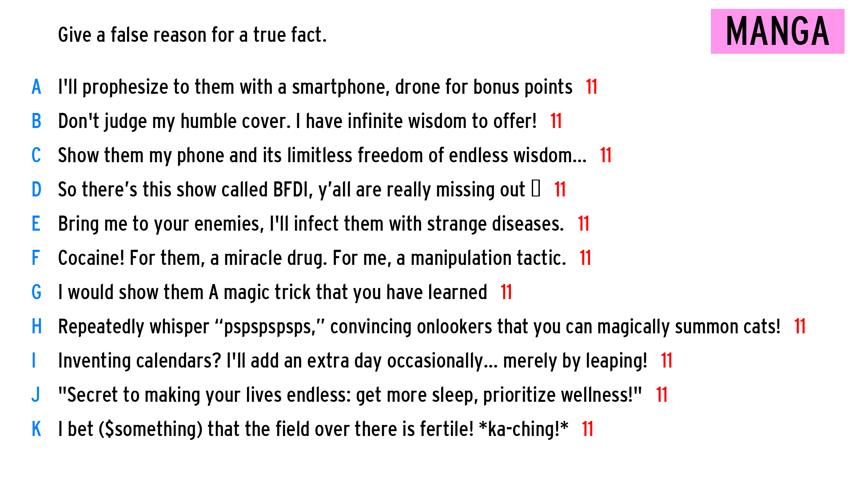 Give a false reason for a true fact.
MANGA
A I'll prophesize to them with a smartphone, drone for bonus points 11
B Don't judge my humble cover. I have infinite wisdom to offer! 11
C Show them my phone and its limitless freedom of endless wisdom... 11
D So there’s this show called BFDI, y’all are really missing out ▯ 11
E Bring me to your enemies, I'll infect them with strange diseases. 11
F Cocaine! For them, a miracle drug. For me, a manipulation tactic. 11
G I would show them A magic trick that you have learned 11
H Repeatedly whisper “pspspspsps,” convincing onlookers that you can magically summon cats! 11
I Inventing calendars? I'll add an extra day occasionally... merely by leaping! 11
J "Secret to making your lives endless: get more sleep, prioritize wellness!" 11
K I bet ($something) that the field over there is fertile! *ka-ching!* 11